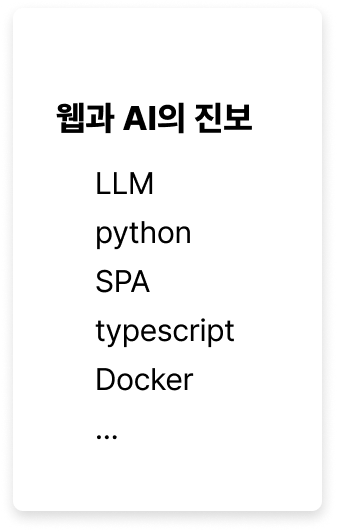 웹과 AI의 진보
LLM
python
SPA
typescript
Docker
...